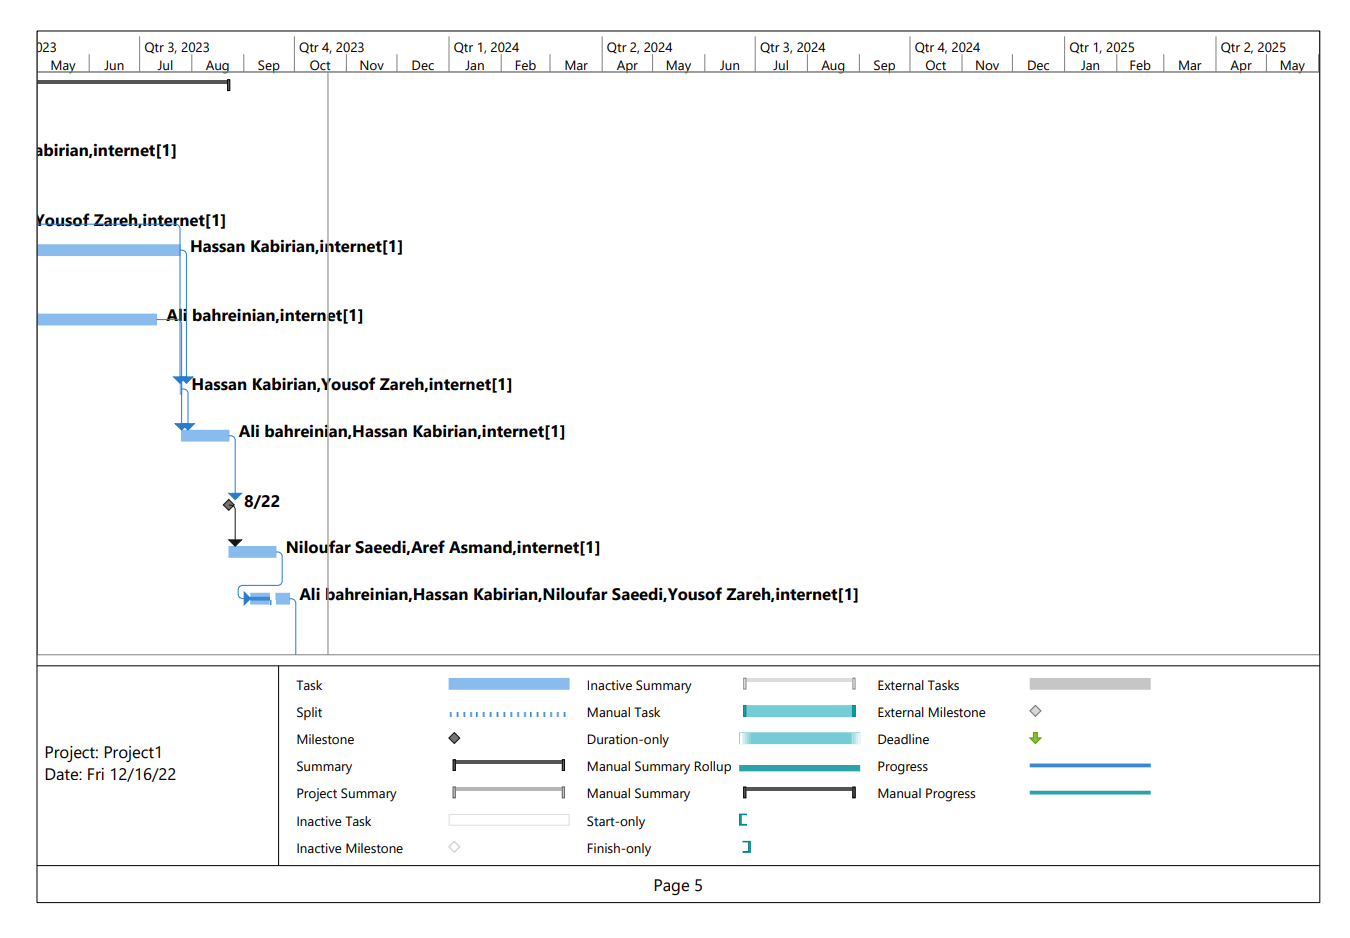 023 Qtr 3, 2023 Qtr 4, 2023 Qtr 1, 2024 Qtr 2, 2024 Qtr 3, 2024 Qtr 4, 2024 Qtr 1, 2025 Qtr 2, 2025
May Jun Jul Aug Sep Oct Nov Dec Jan Feb Mar Apr May Jun Jul Aug Sep Oct Nov Dec Jan Feb Mar Apr May
abirian,internet[1]
Yousof Zareh,internet[1]
Hassan Kabirian,internet[1]
Ali bahreinian,internet[1]
Hassan Kabirian,Yousof Zareh,internet[1]
Ali bahreinian,Hassan Kabirian,internet[1]
8/22
Niloufar Saeedi,Aref Asmand,internet[1]
Ali bahreinian,Hassan Kabirian,Niloufar Saeedi,Yousof Zareh,internet[1]
Project: Project1
Date: Fri 12/16/22
Task
Split
Milestone
Summary
Project Summary
Inactive Task
Inactive Milestone
Inactive Summary
Manual Task
Duration-only
Manual Summary Rollup
Manual Summary
Start-only
Finish-only
External Tasks
External Milestone
Deadline
Progress
Manual Progress
Page 5